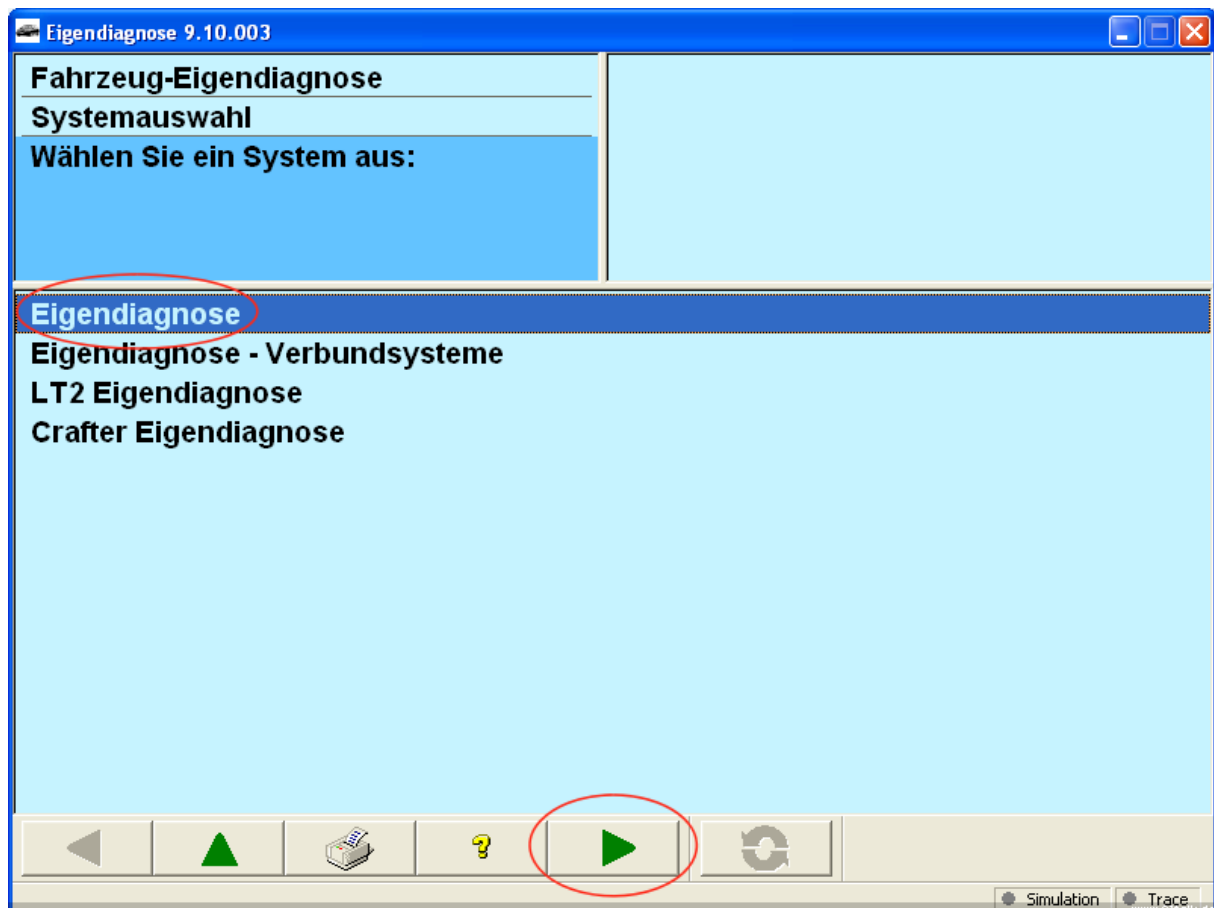 Eigendiagnose 9.10.003
Fahrzeug-Eigendiagnose
Systemauswahl
Wählen Sie ein System aus:
Eigendiagnose
Eigendiagnose - Verbundsysteme
LT2 Eigendiagnose
Crafter Eigendiagnose
?
Simulation
Trace